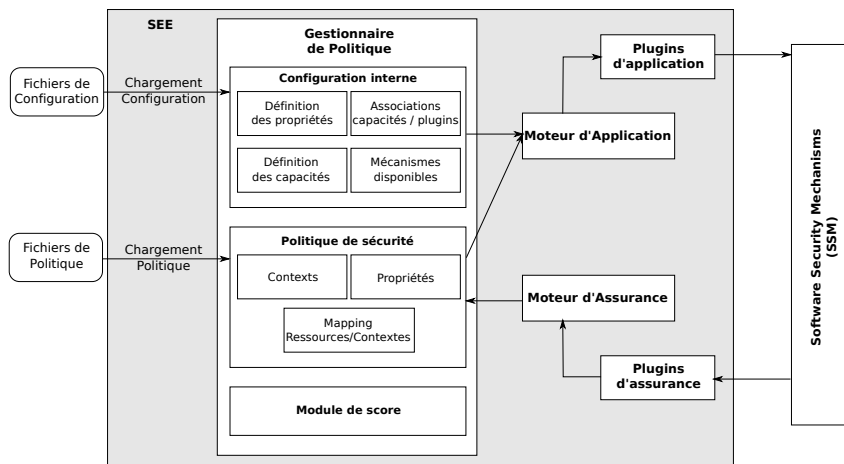 SEE
Gestionnaire
de Politique
Fichiers de
Configuration
Chargement
Configuration
Configuration interne
Définition
des propriétés
Associations
capacités / plugins
Définition
des capacités
Mécanismes
disponibles
Fichiers de
Politique
Chargement
Politique
Politique de sécurité
Contexts
Propriétés
Mapping
Ressources/Contextes
Module de score
Plugins
d'application
Moteur d'Application
Moteur d'Assurance
Plugins
d'assurance
Software Security Mechanisms
(SSM)